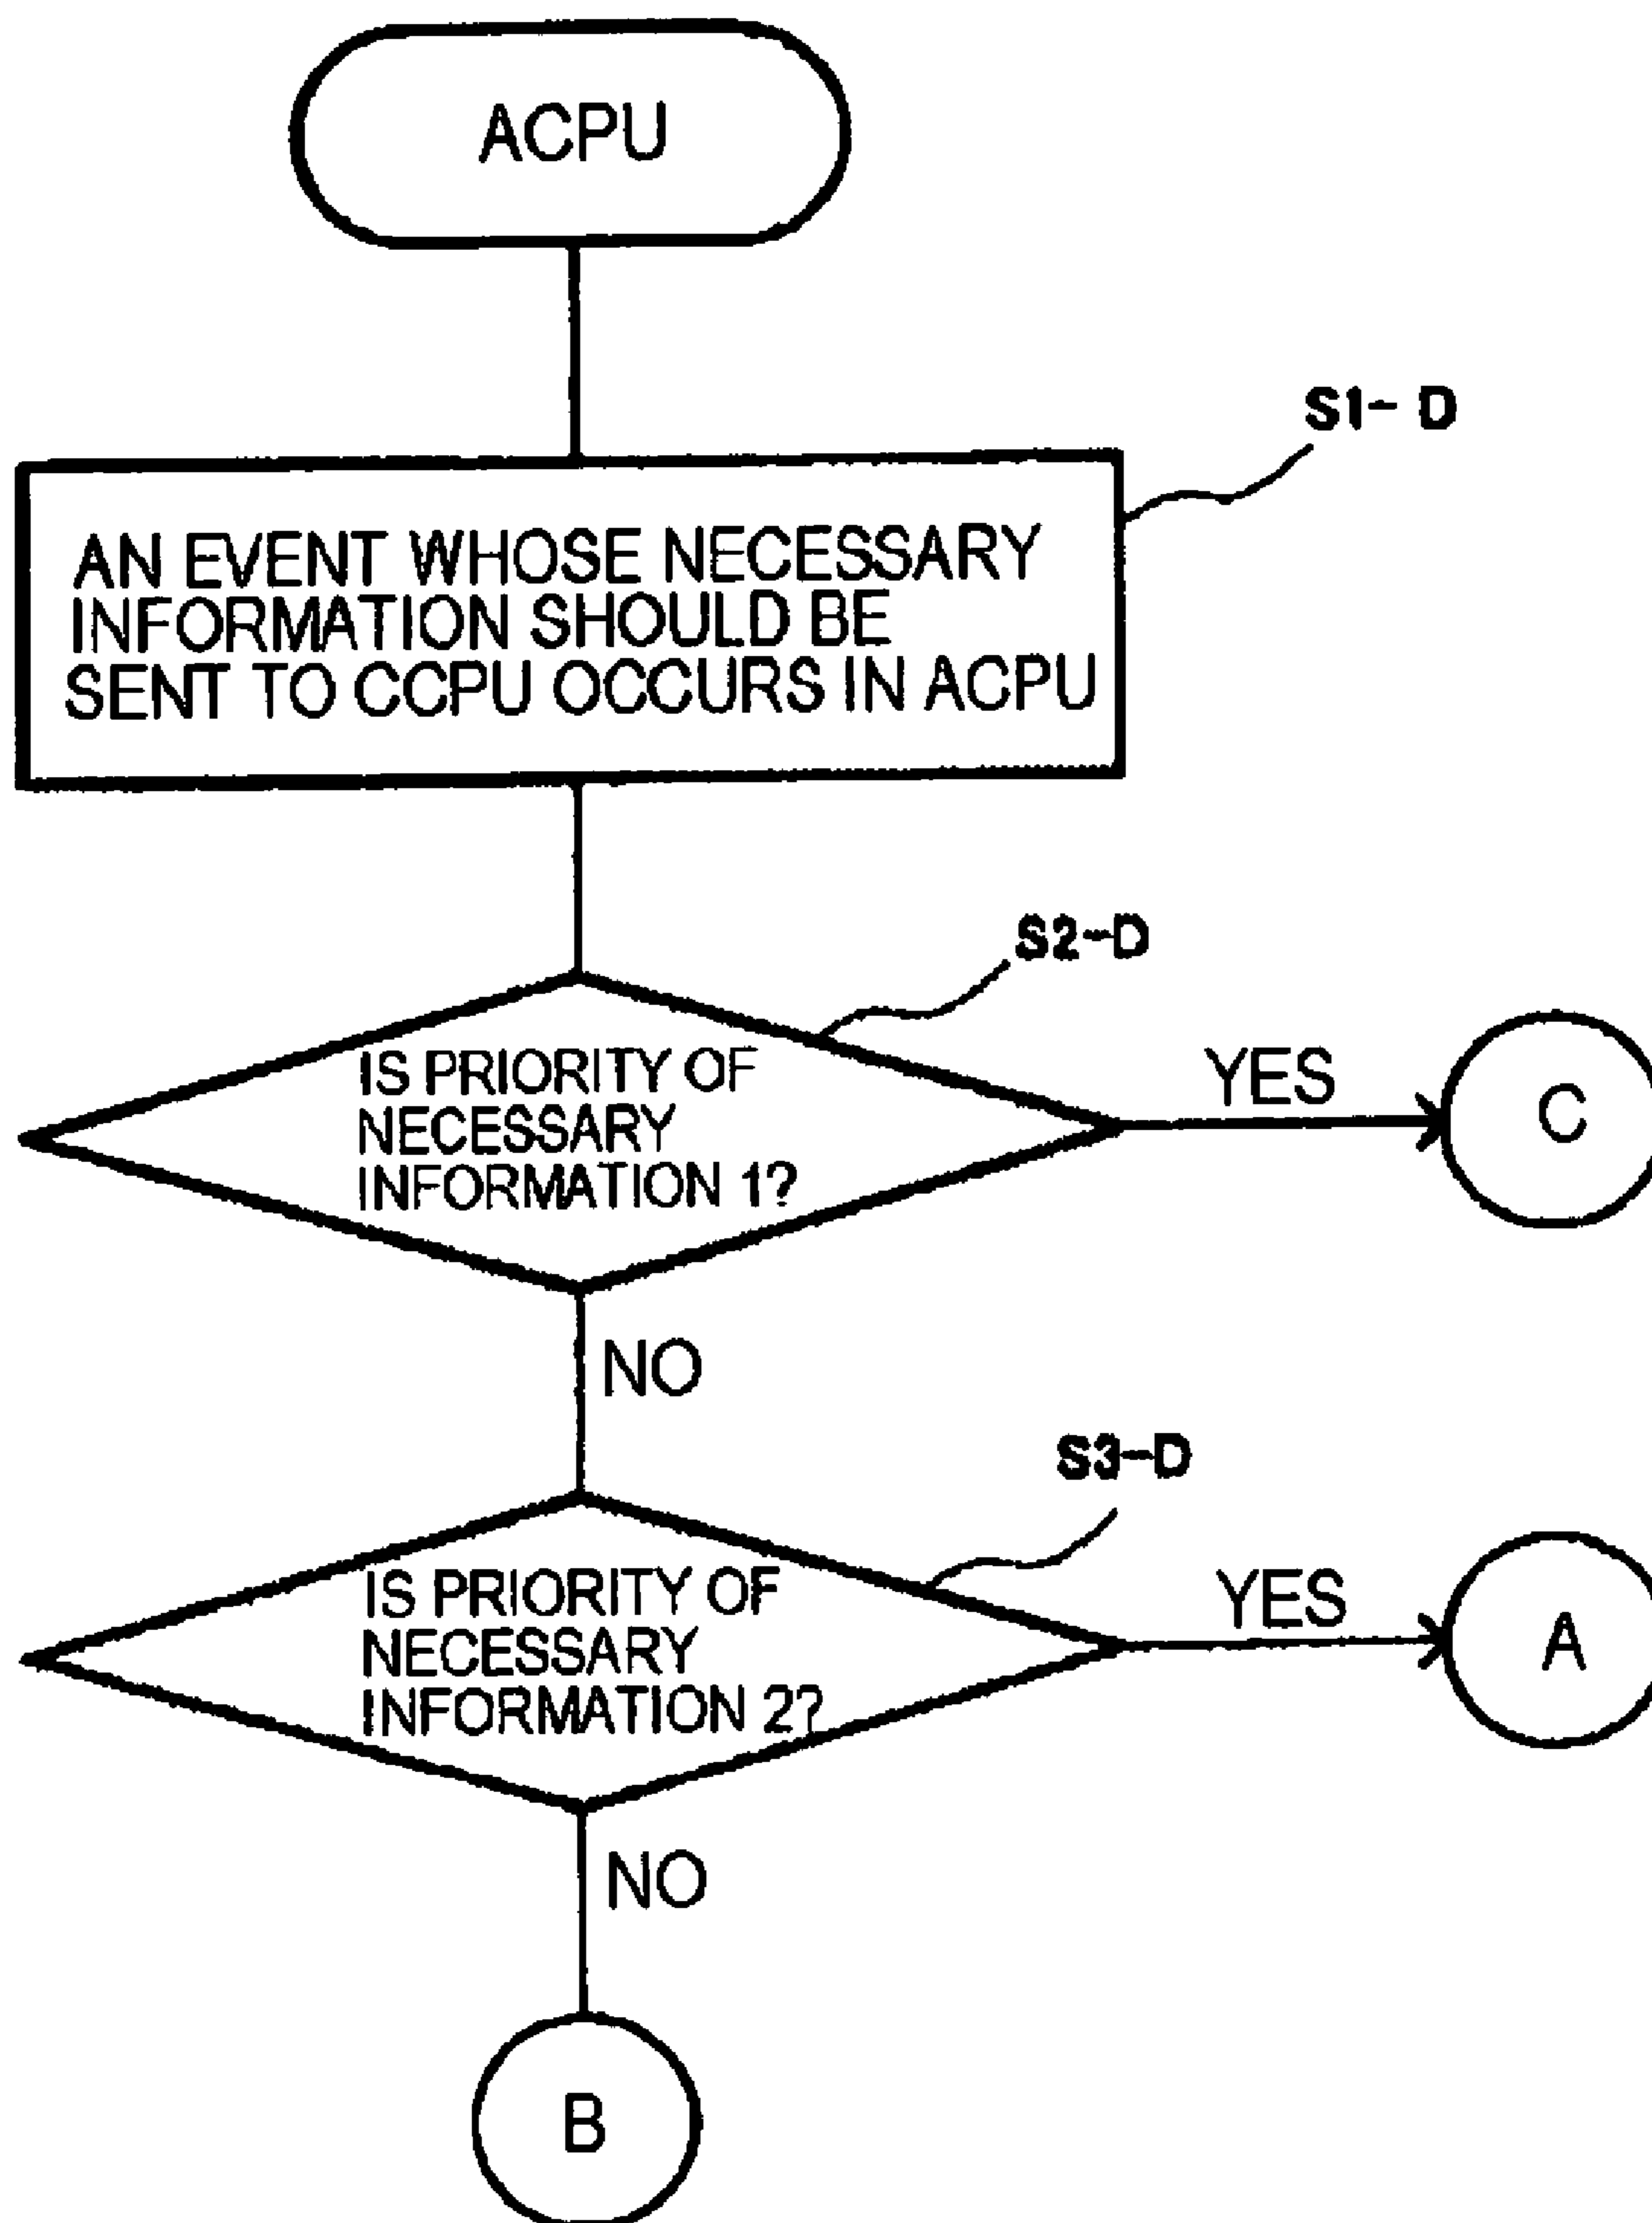 ACPU
S1- D
AN EVENT WHOSE NECESSARY
INFORMATION SHOULD BE
SENT TO CCPU OCCURS IN ACPU
S2-D
IS PRIORITY OF
NECESSARY
INFORMATION 1?
YES
C
NO
S3-D
IS PRIORITY OF
NECESSARY
INFORMATION 2?
YES
A
NO
B